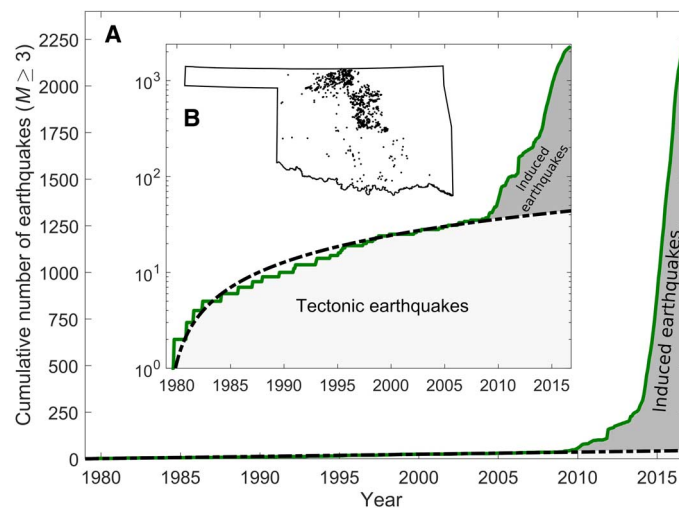 A
Cumulative number of earthquakes (M ≥ 3)
2250
2000
1750
1500
1250
1000
750
500
250
0
1980 1985 1990 1995 2000 2005 2010 2015
Year
Induced earthquakes
B
10³
10²
10¹
10⁰
1980 1985 1990 1995 2000 2005 2010 2015
Induced
earthquakes
Tectonic earthquakes